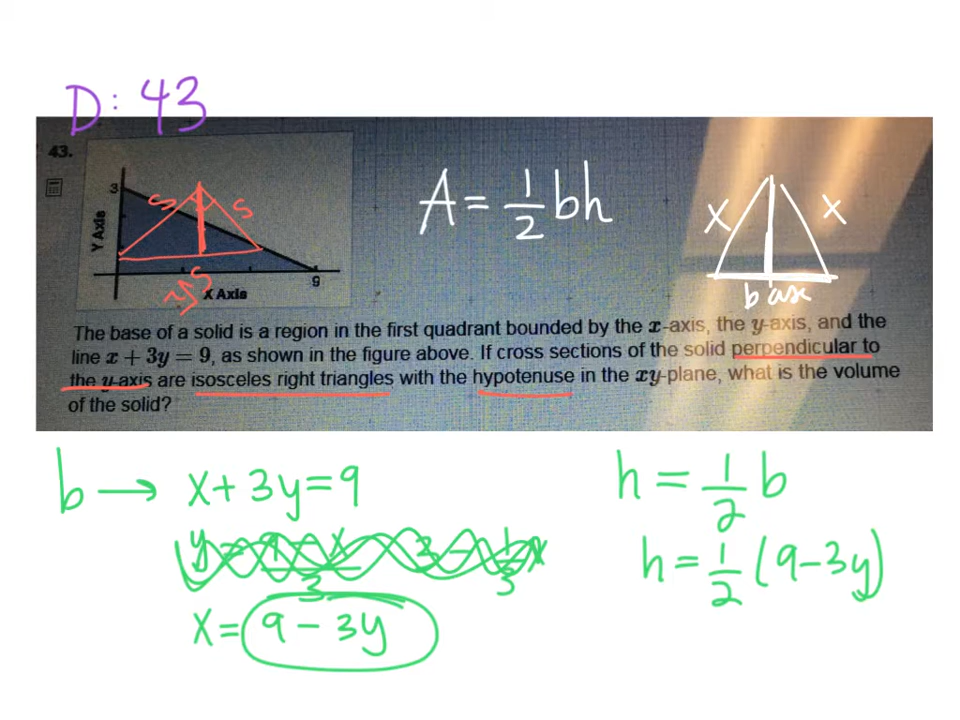 D: 43
43.
3
S
S
Y Axis
9
X Axis
A = 1/2 bh
x
x
base
The base of a solid is a region in the first quadrant bounded by the x-axis, the y-axis, and the
line x + 3y = 9, as shown in the figure above. If cross sections of the solid perpendicular to
the y-axis are isosceles right triangles with the hypotenuse in the xy-plane, what is the volume
of the solid?
b → x + 3y = 9
x = 9 - 3y
h = 1/2 b
h = 1/2 (9 - 3y)